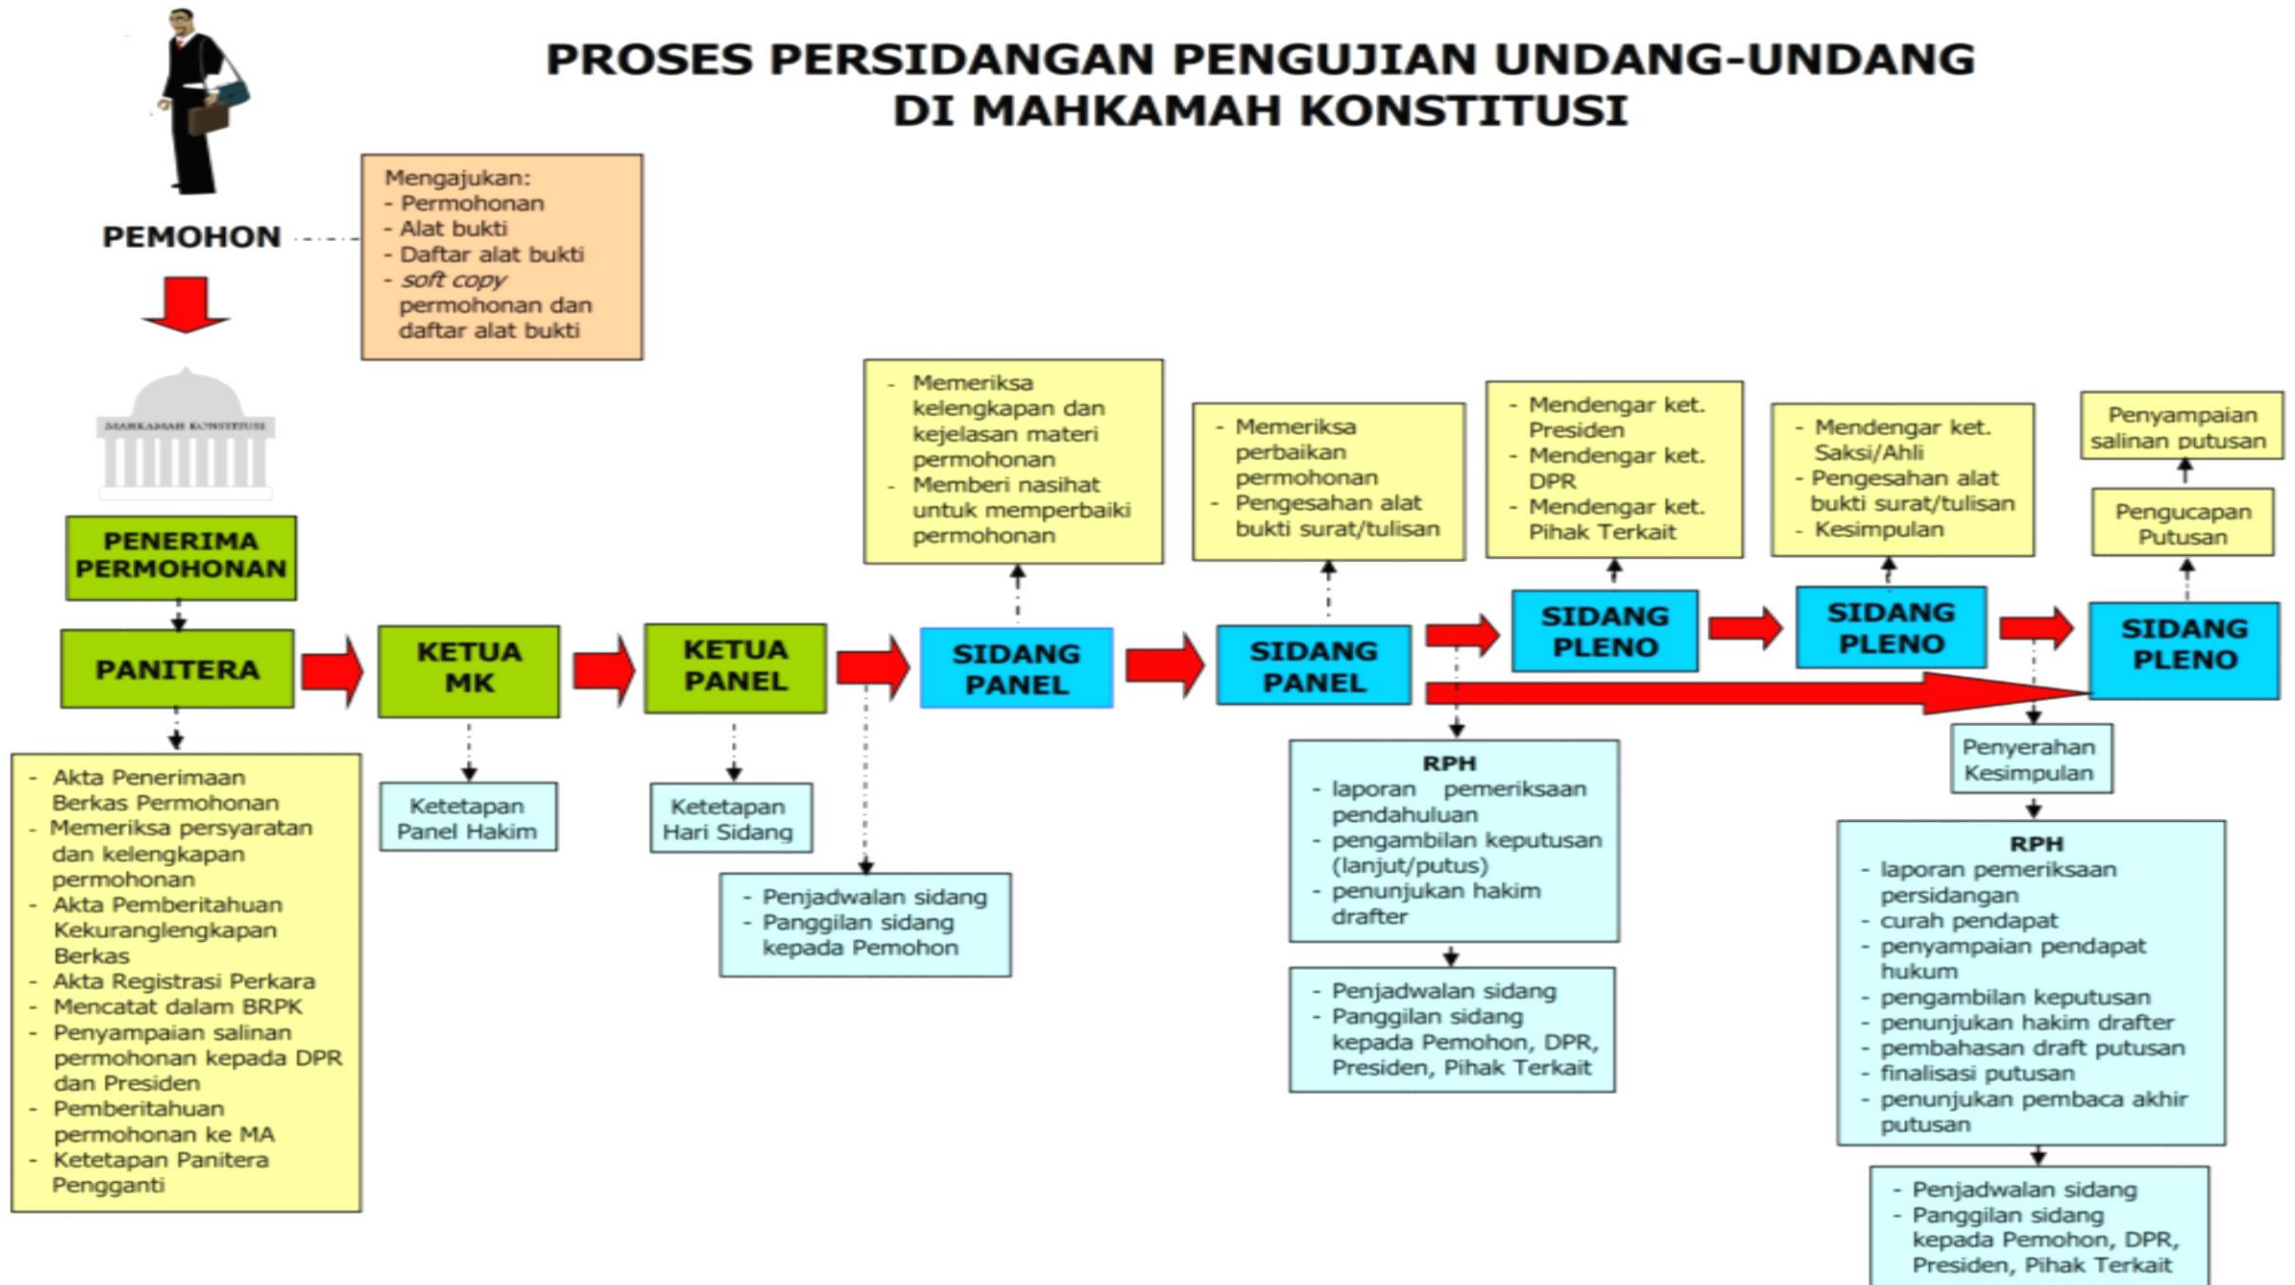 PROSES PERSIDANGAN PENGUJIAN UNDANG-UNDANG
DI MAHKAMAH KONSTITUSI
PEMOHON
Mengajukan:
- Permohonan
- Alat bukti
- Daftar alat bukti
- soft copy
permohonan dan
daftar alat bukti
MAHKAMAH KONSTITUSI
PENERIMA
PERMOHONAN
PANITERA
- Akta Penerimaan
Berkas Permohonan
- Memeriksa persyaratan
dan kelengkapan
permohonan
- Akta Pemberitahuan
Kekuranglengkapan
Berkas
- Akta Registrasi Perkara
- Mencatat dalam BRPK
- Penyampaian salinan
permohonan kepada DPR
dan Presiden
- Pemberitahuan
permohonan ke MA
- Ketetapan Panitera
Pengganti
KETUA
MK
Ketetapan
Panel Hakim
KETUA
PANEL
Ketetapan
Hari Sidang
- Penjadwalan sidang
- Panggilan sidang
kepada Pemohon
- Memeriksa
kelengkapan dan
kejelasan materi
permohonan
- Memberi nasihat
untuk memperbaiki
permohonan
SIDANG
PANEL
- Memeriksa
perbaikan
permohonan
- Pengesahan alat
bukti surat/tulisan
SIDANG
PANEL
RPH
- laporan pemeriksaan
pendahuluan
- pengambilan keputusan
(lanjut/putus)
- penunjukan hakim
drafter
- Penjadwalan sidang
- Panggilan sidang
kepada Pemohon, DPR,
Presiden, Pihak Terkait
- Mendengar ket.
Presiden
- Mendengar ket.
DPR
- Mendengar ket.
Pihak Terkait
SIDANG
PLENO
- Mendengar ket.
Saksi/Ahli
- Pengesahan alat
bukti surat/tulisan
- Kesimpulan
SIDANG
PLENO
Penyerahan
Kesimpulan
RPH
- laporan pemeriksaan
persidangan
- curah pendapat
- penyampaian pendapat
hukum
- pengambilan keputusan
- penunjukan hakim drafter
- pembahasan draft putusan
- finalisasi putusan
- penunjukan pembaca akhir
putusan
- Penjadwalan sidang
- Panggilan sidang
kepada Pemohon, DPR,
Presiden, Pihak Terkait
Penyampaian
salinan putusan
Pengucapan
Putusan
SIDANG
PLENO